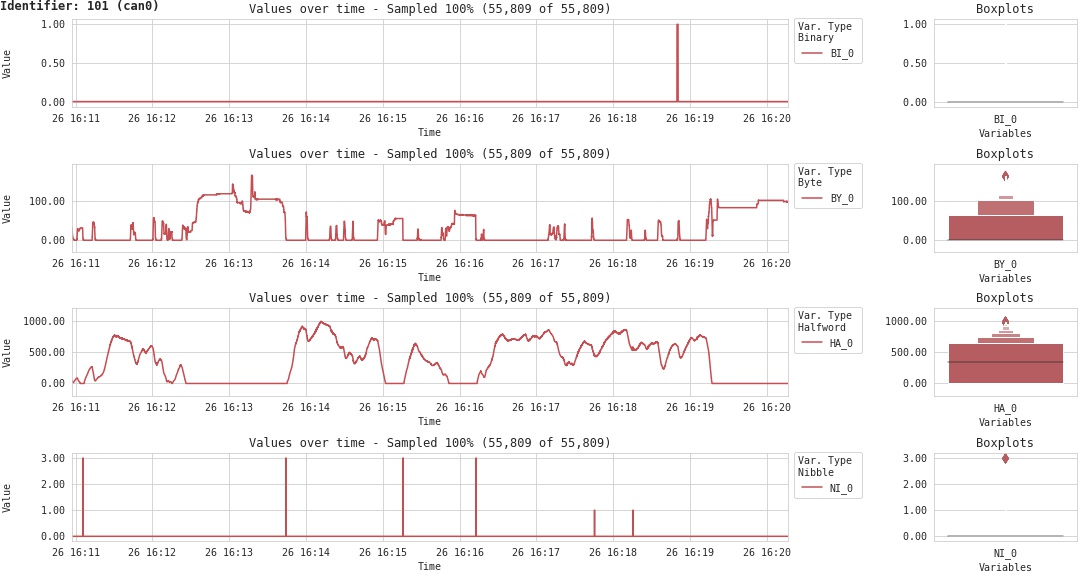 Identifier: 101 (can0)
Values over time - Sampled 100% (55,809 of 55,809)
Boxplots
1.00
0.50
0.00
Value
26 16:11 26 16:12 26 16:13 26 16:14 26 16:15 26 16:16 26 16:17 26 16:18 26 16:19 26 16:20
Time
Var. Type
Binary
BI_0
1.00
0.50
0.00
BI_0
Variables
Values over time - Sampled 100% (55,809 of 55,809)
Boxplots
100.00
0.00
Value
26 16:11 26 16:12 26 16:13 26 16:14 26 16:15 26 16:16 26 16:17 26 16:18 26 16:19 26 16:20
Time
Var. Type
Byte
BY_0
100.00
0.00
BY_0
Variables
Values over time - Sampled 100% (55,809 of 55,809)
Boxplots
1000.00
500.00
0.00
Value
26 16:11 26 16:12 26 16:13 26 16:14 26 16:15 26 16:16 26 16:17 26 16:18 26 16:19 26 16:20
Time
Var. Type
Halfword
HA_0
1000.00
500.00
0.00
HA_0
Variables
Values over time - Sampled 100% (55,809 of 55,809)
Boxplots
3.00
2.00
1.00
0.00
Value
26 16:11 26 16:12 26 16:13 26 16:14 26 16:15 26 16:16 26 16:17 26 16:18 26 16:19 26 16:20
Time
Var. Type
Nibble
NI_0
3.00
2.00
1.00
0.00
NI_0
Variables